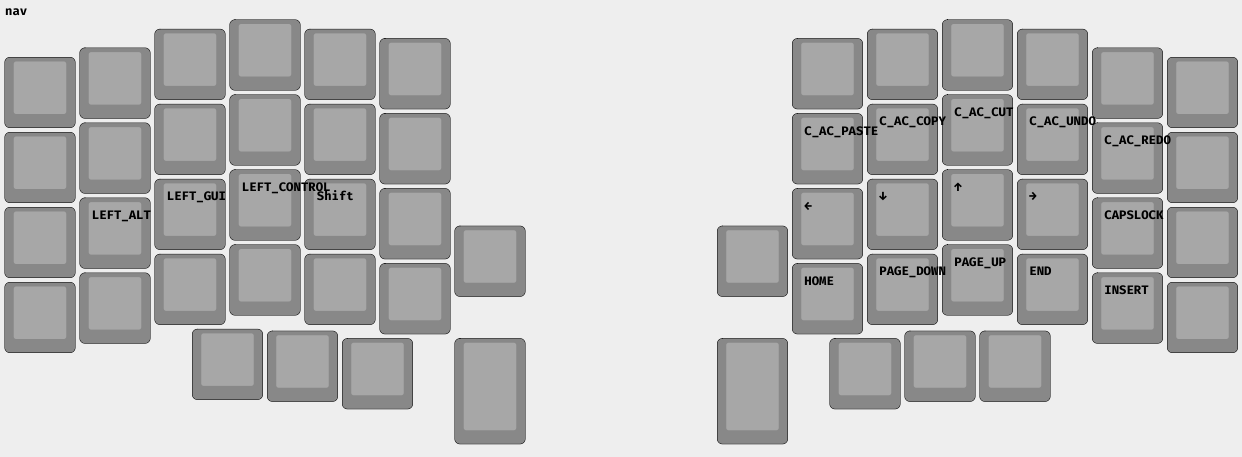 nav
C_AC_PASTE C_AC_COPY C_AC_CUT C_AC_UNDO C_AC_REDO
LEFT_ALT LEFT_GUI LEFT_CONTROL Shift ← ↓ ↑ → CAPSLOCK
HOME PAGE_DOWN PAGE_UP END INSERT